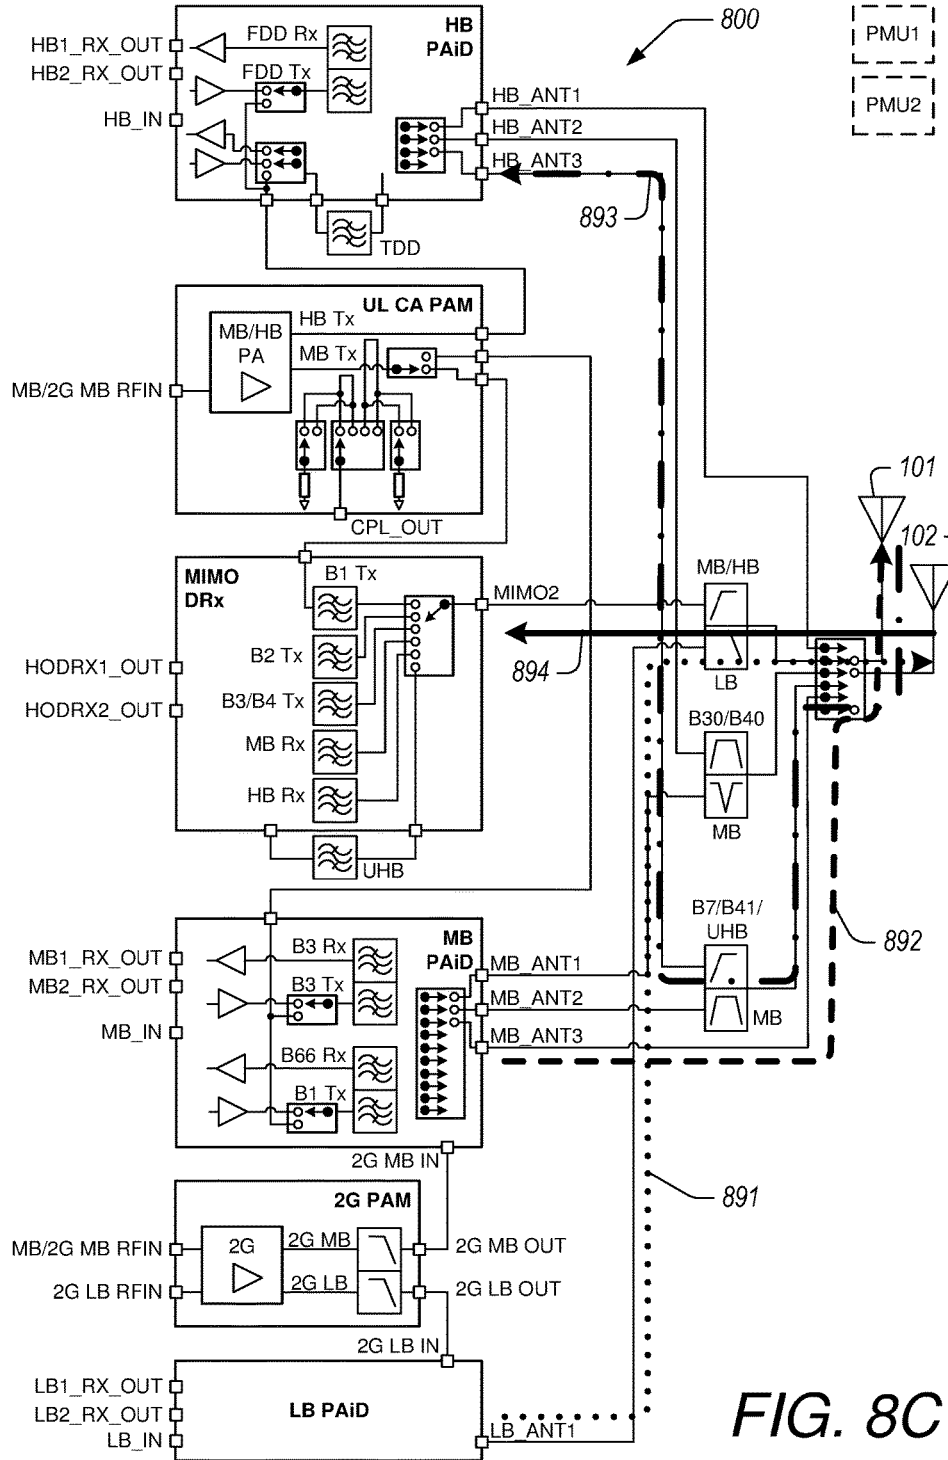 800
PMU1
PMU2
HB
PAiD
HB1_RX_OUT
HB2_RX_OUT
HB_IN
FDD Rx
FDD Tx
HB_ANT1
HB_ANT2
HB_ANT3
893
TDD
UL CA PAM
HB Tx
MB/HB
PA
MB Tx
MB/2G MB RFIN
CPL_OUT
101
102
MIMO
DRx
B1 Tx
B2 Tx
B3/B4 Tx
MB Rx
HB Rx
UHB
HODRX1_OUT
HODRX2_OUT
MIMO2
MB/HB
894
LB
B30/B40
MB
B7/B41/
UHB
MB
892
MB
PAiD
MB1_RX_OUT
MB2_RX_OUT
MB_IN
B3 Rx
B3 Tx
B66 Rx
B1 Tx
MB_ANT1
MB_ANT2
MB_ANT3
2G MB IN
891
2G PAM
MB/2G MB RFIN
2G LB RFIN
2G
2G MB
2G LB
2G MB OUT
2G LB OUT
2G LB IN
LB1_RX_OUT
LB2_RX_OUT
LB_IN
LB PAiD
LB_ANT1
FIG. 8C